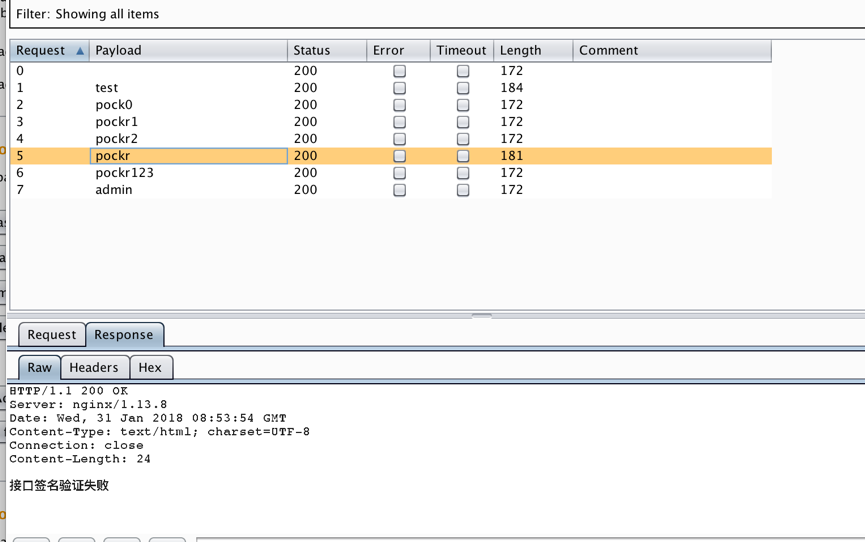 Filter: Showing all items
Request Payload Status Error Timeout Length Comment
0 200 172
1 test 200 184
2 pock0 200 172
3 pockr1 200 172
4 pockr2 200 172
5 pockr 200 181
6 pockr123 200 172
7 admin 200 172
Request Response
Raw Headers Hex
HTTP/1.1 200 OK
Server: nginx/1.13.8
Date: Wed, 31 Jan 2018 08:53:54 GMT
Content-Type: text/html; charset=UTF-8
Connection: close
Content-Length: 24
接口签名验证失败